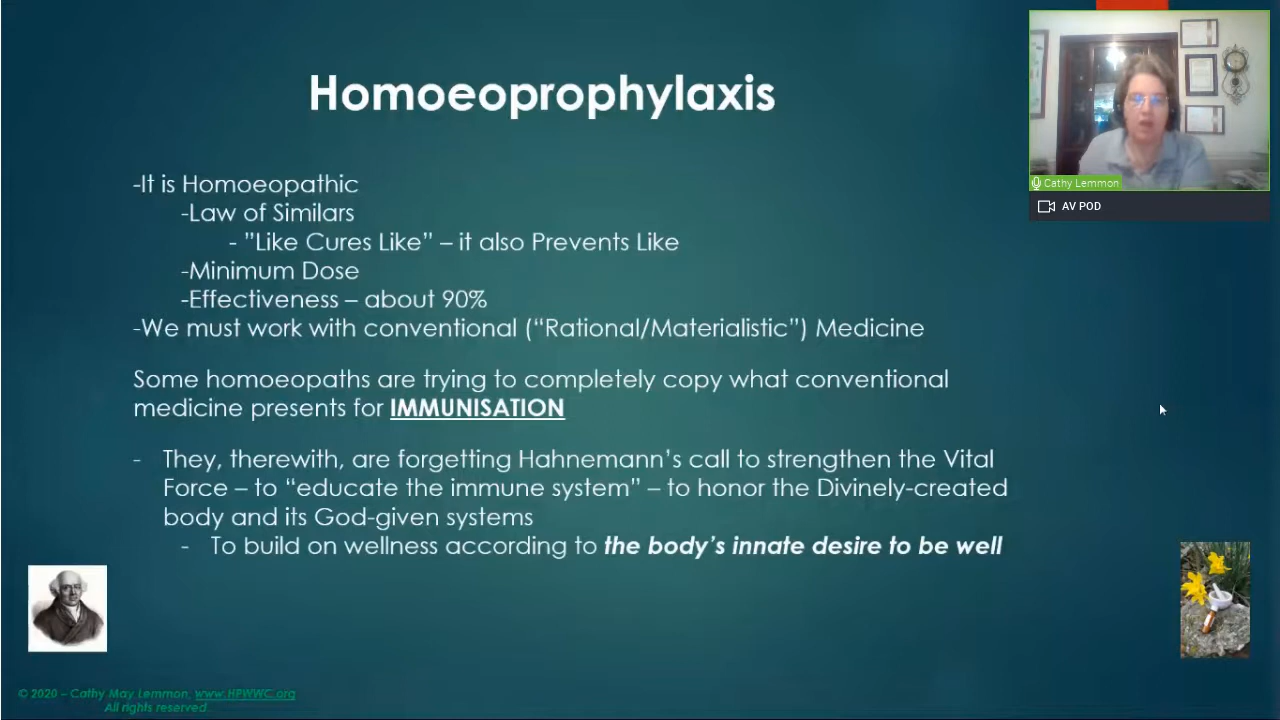 Homoeoprophylaxis
-It is Homoeopathic
-Law of Similars
- ”Like Cures Like” – it also Prevents Like
-Minimum Dose
-Effectiveness – about 90%
-We must work with conventional (“Rational/Materialistic”) Medicine
Some homoeopaths are trying to completely copy what conventional
medicine presents for IMMUNISATION
- They, therewith, are forgetting Hahnemann’s call to strengthen the Vital
Force – to “educate the immune system” – to honor the Divinely-created
body and its God-given systems
- To build on wellness according to the body’s innate desire to be well
© 2020 – Cathy May Lemmon, www.HPWWC.org
All rights reserved
Cathy Lemmon
AV POD